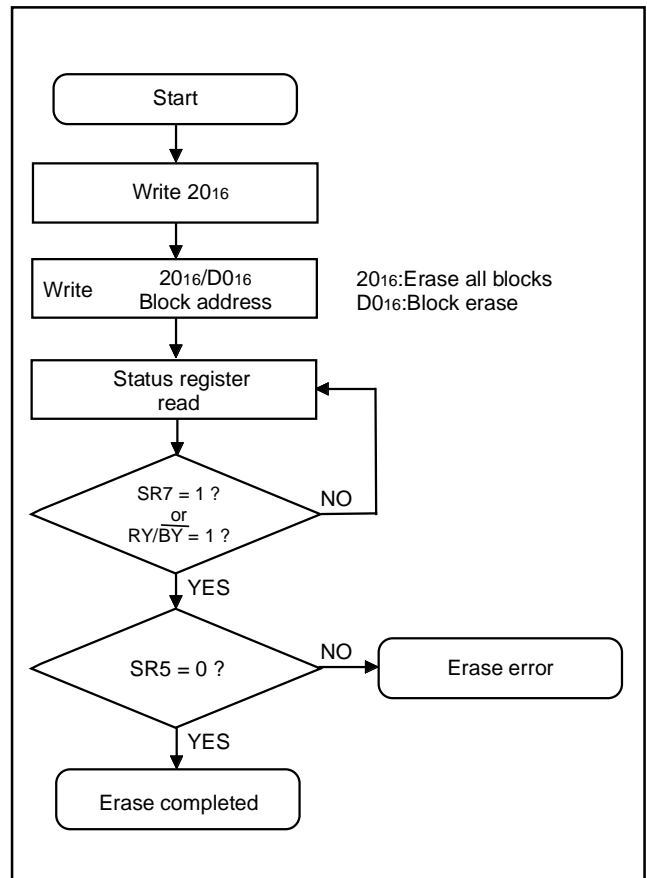 Start
Write 2016
Write 2016/D016
Block address
2016:Erase all blocks
D016:Block erase
Status register
read
SR7 = 1 ?
or
RY/BY = 1 ?
NO
YES
SR5 = 0 ?
NO
Erase error
YES
Erase completed